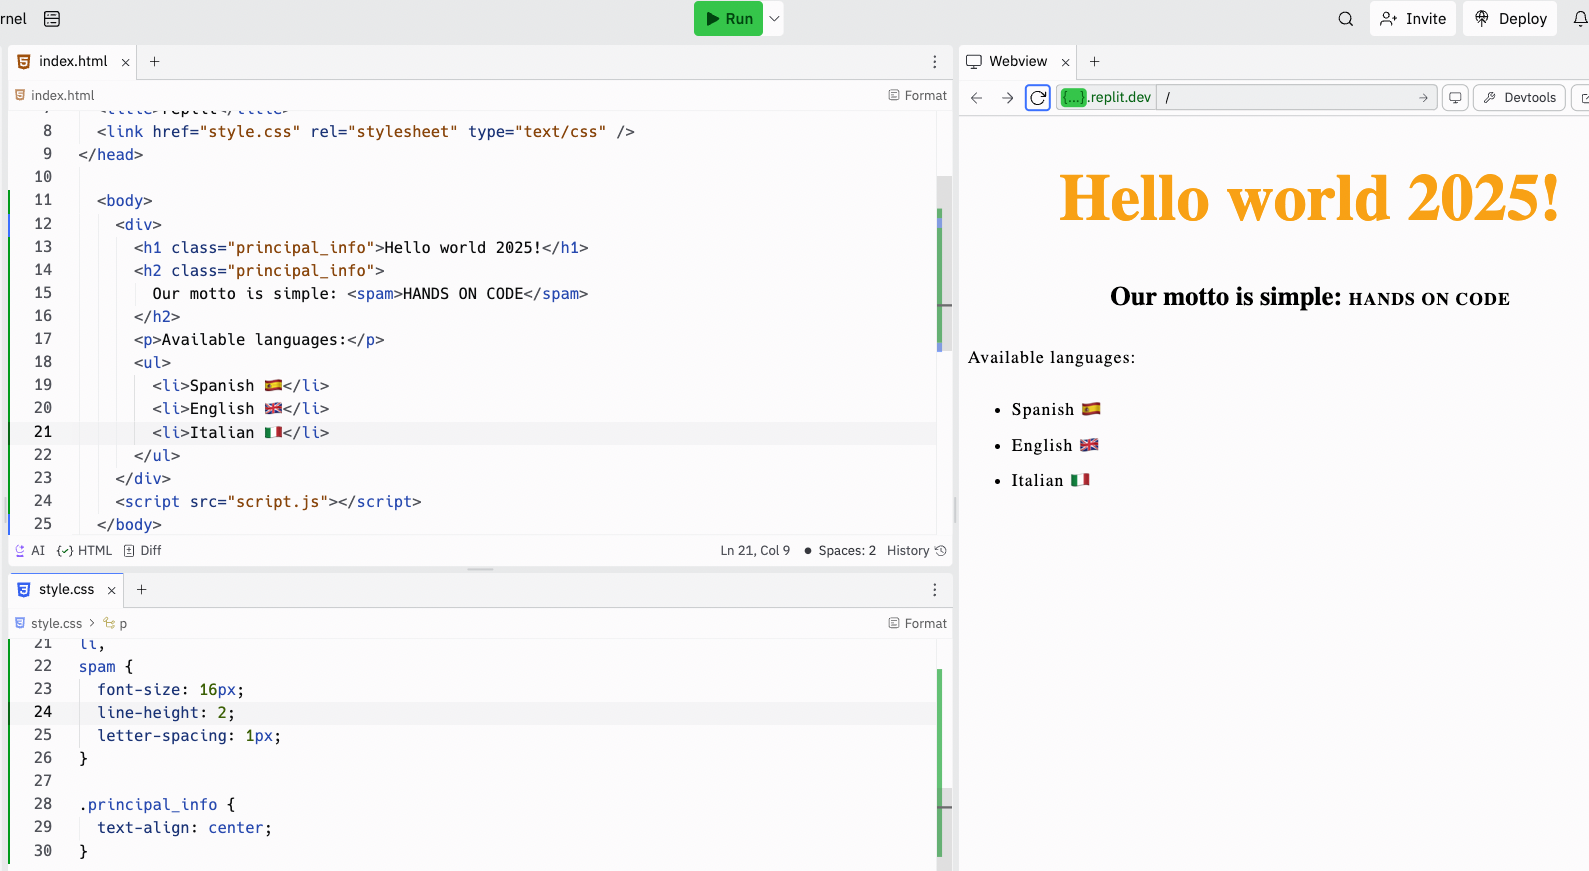 rnel
Run
Invite
Deploy
index.html
index.html
Format
7 <title>replit</title>
8 <link href="style.css" rel="stylesheet" type="text/css" />
9 </head>
10
11 <body>
12 <div>
13 <h1 class="principal_info">Hello world 2025!</h1>
14 <h2 class="principal_info">
15 Our motto is simple: <spam>HANDS ON CODE</spam>
16 </h2>
17 <p>Available languages:</p>
18 <ul>
19 <li>Spanish 🇪🇸</li>
20 <li>English 🇬🇧</li>
21 <li>Italian 🇮🇹</li>
22 </ul>
23 </div>
24 <script src="script.js"></script>
25 </body>
AI
HTML
Diff
Ln 21, Col 9
Spaces: 2
History
style.css
style.css > p
Format
21 li,
22 spam {
23 font-size: 16px;
24 line-height: 2;
25 letter-spacing: 1px;
26 }
27
28 .principal_info {
29 text-align: center;
30 }
Webview
{...}.replit.dev
/
Devtools
Hello world 2025!
Our motto is simple: HANDS ON CODE
Available languages:
• Spanish 🇪🇸
• English 🇬🇧
• Italian 🇮🇹